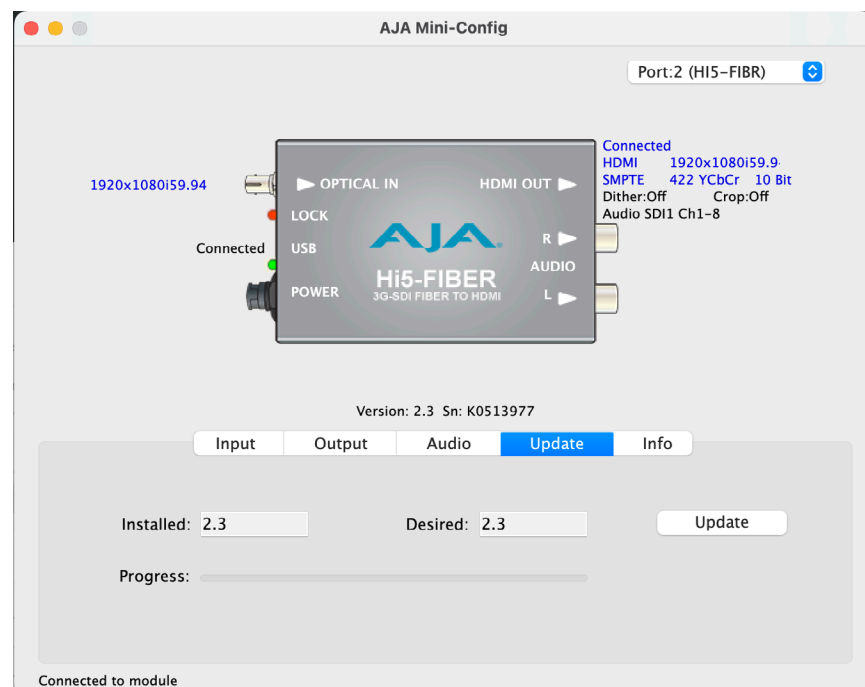 AJA Mini-Config
Port:2 (HI5-FIBR)
Connected
HDMI 1920x1080i59.9
SMPTE 422 YCbCr 10 Bit
Dither:Off Crop:Off
Audio SDI1 Ch1-8
1920x1080i59.94
OPTICAL IN HDMI OUT
LOCK
Connected USB
AJA
R
AUDIO
L
POWER
Hi5-FIBER
3G-SDI FIBER TO HDMI
Version: 2.3 Sn: K0513977
Input Output Audio Update Info
Installed: 2.3 Desired: 2.3 Update
Progress:
Connected to module